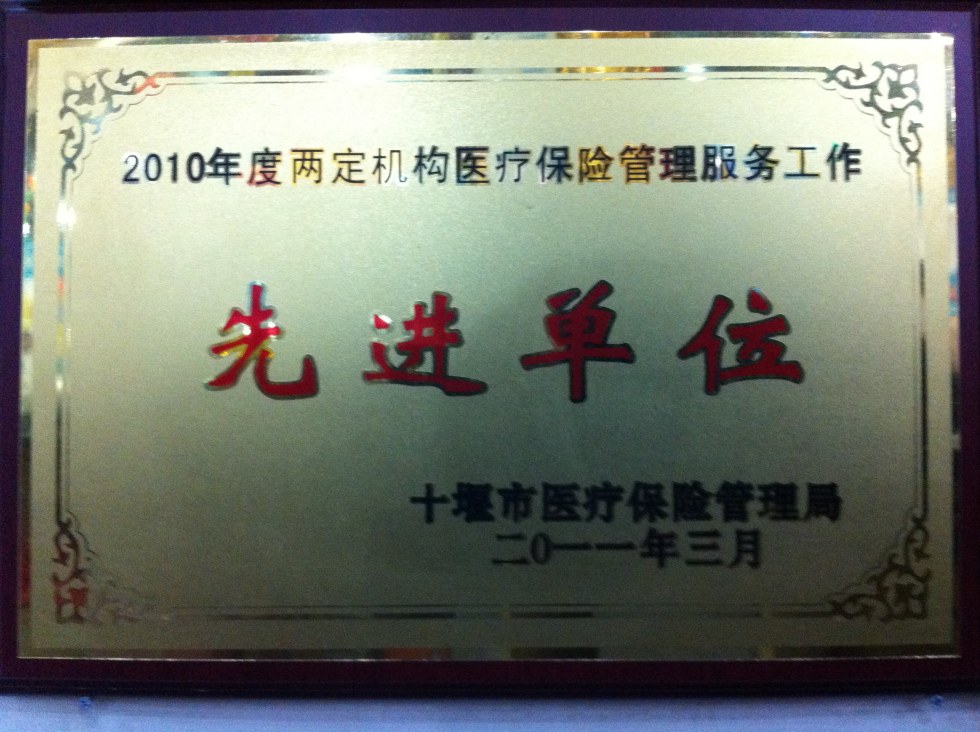 2010年度两定机构医疗保险管理服务工作
先进单位
十堰市医疗保险管理局
二0一一年三月